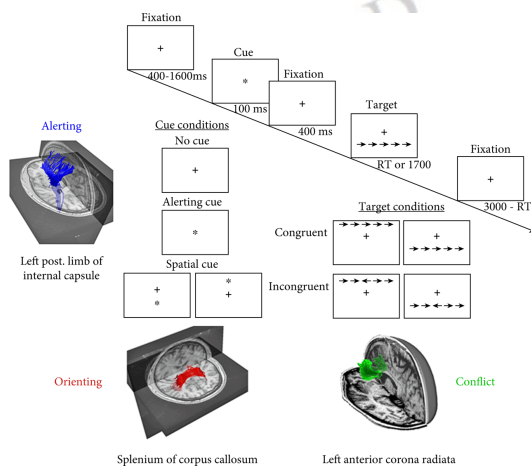 Fixation
+
400-1600ms
Cue
*
100 ms
Fixation
+
400 ms
Target
+
RT or 1700
Fixation
+
3000 - RT
Alerting
Left post. limb of
internal capsule
Cue conditions
No cue
+
Alerting cue
*
Spatial cue
+
*
*
+
Target conditions
Congruent
+
+
Incongruent
+
+
Orienting
Splenium of corpus callosum
Conflict
Left anterior corona radiata